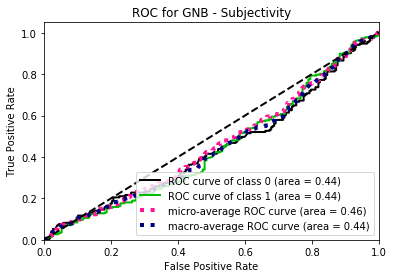 ROC for GNB - Subjectivity
True Positive Rate
1.0
0.8
0.6
0.4
0.2
0.0
ROC curve of class 0 (area = 0.44)
ROC curve of class 1 (area = 0.44)
micro-average ROC curve (area = 0.46)
macro-average ROC curve (area = 0.44)
0.0 0.2 0.4 0.6 0.8 1.0
False Positive Rate